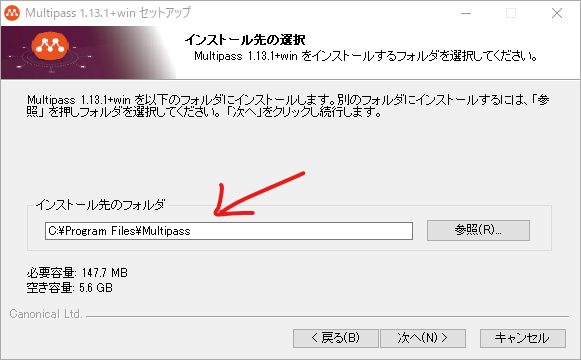 Multipass 1.13.1+win セットアップ
インストール先の選択
Multipass 1.13.1+win をインストールするフォルダを選択してください。
Multipass 1.13.1+win を以下のフォルダにインストールします。別のフォルダにインストールするには、「参
照」を押しフォルダを選択してください。「次へ」をクリックし続行します。
インストール先のフォルダ
C:¥Program Files¥Multipass
参照(R)...
必要容量: 147.7 MB
空き容量: 5.6 GB
Canonical Ltd.
< 戻る(B)
次へ(N) >
キャンセル